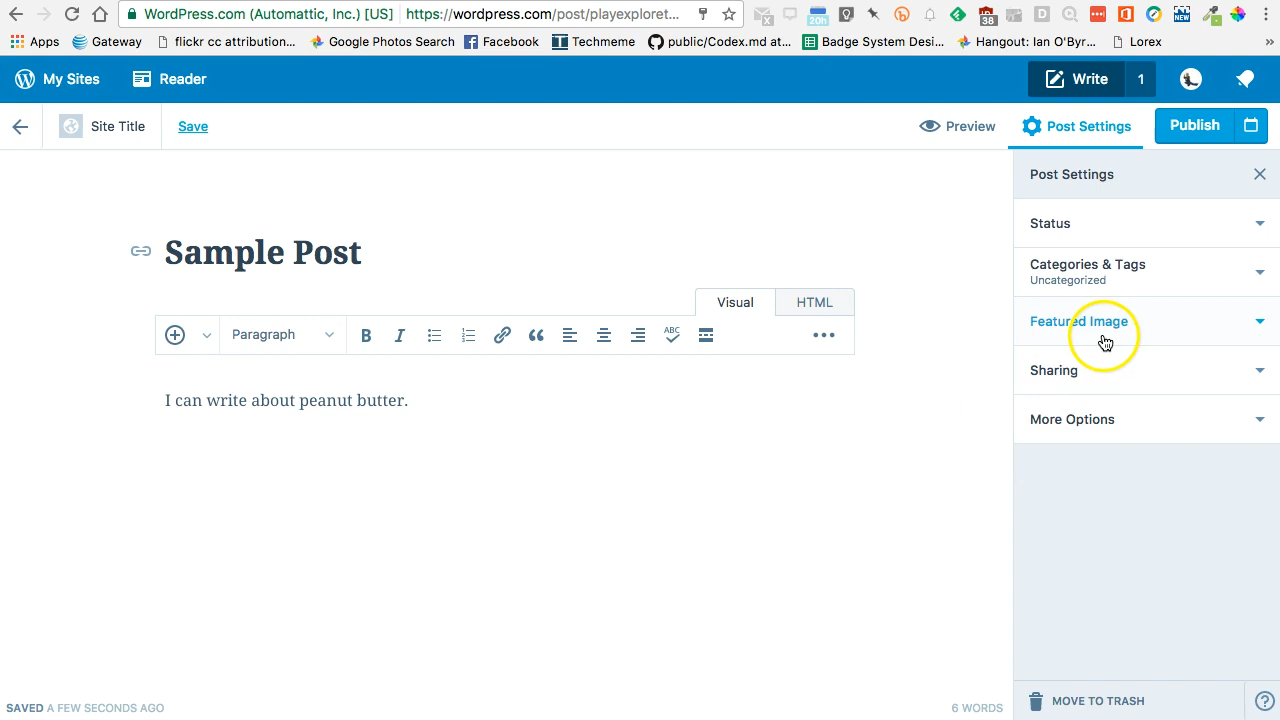 WordPress.com (Automattic, Inc.) [US] https://wordpress.com/post/playexploret...
X 20h 38 D NEW
Apps Gateway flickr cc attribution... Google Photos Search Facebook Techmeme public/Codex.md at... Badge System Desi... Hangout: Ian O'Byr... Lorex »
My Sites Reader Write 1
Site Title Save Preview Post Settings Publish
Post Settings
Status
Categories & Tags
Uncategorized
Featured Image
Sharing
More Options
Sample Post
Visual HTML
Paragraph B I ABC
I can write about peanut butter.
SAVED A FEW SECONDS AGO 6 WORDS MOVE TO TRASH